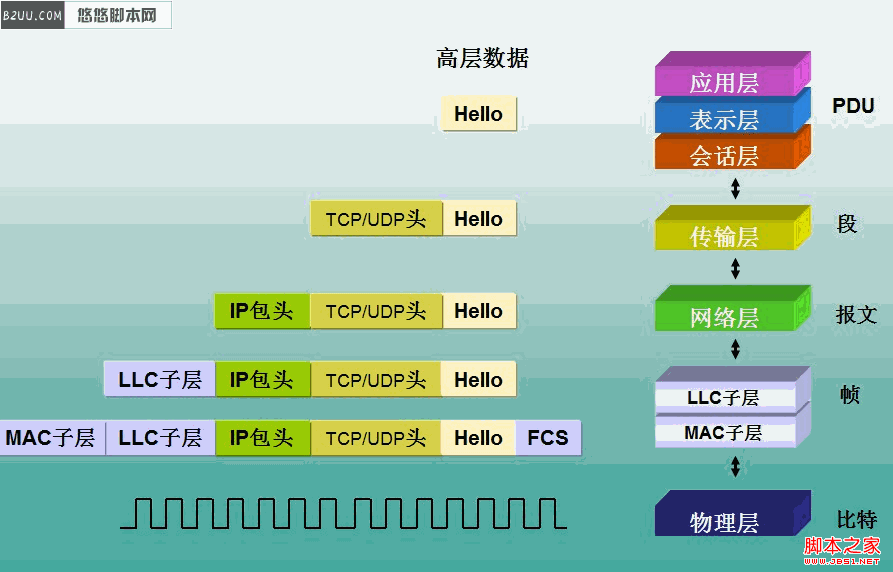 B2UU.COM 悠悠脚本网
高层数据
应用层
PDU
Hello
表示层
会话层
TCP/UDP头 Hello
传输层
段
IP包头 TCP/UDP头 Hello
网络层
报文
LLC子层 IP包头 TCP/UDP头 Hello
LLC子层
帧
MAC子层 LLC子层 IP包头 TCP/UDP头 Hello FCS
MAC子层
物理层
比特
脚本之家
www.JB51.NET